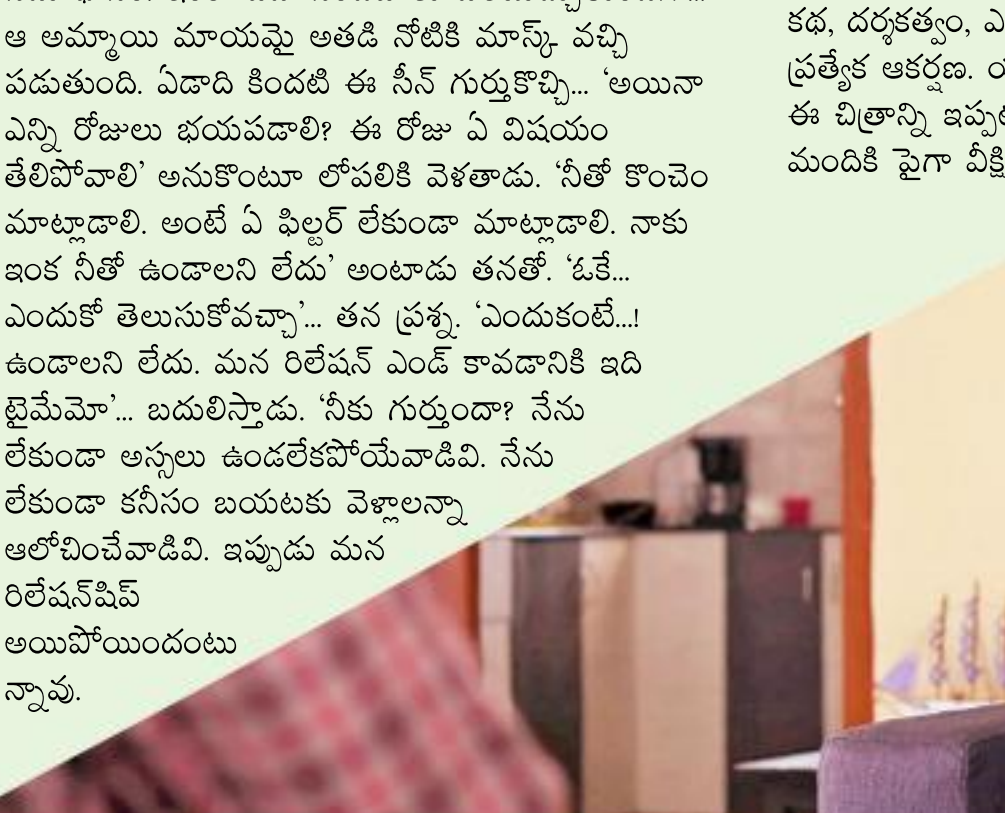 ఆ అమ్మాయి మాయమై అతడి నోటికి మాస్క్ వచ్చి
పడుతుంది. ఏడాది కిందటి ఈ సీన్ గుర్తుకొచ్చి... ‘అయినా
ఎన్ని రోజులు భయపడాలి? ఈ రోజు ఏ విషయం
తేలిపోవాలి’ అనుకొంటూ లోపలికి వెళతాడు. ‘నీతో కొంచెం
మాట్లాడాలి. అంటే ఏ ఫిల్టర్ లేకుండా మాట్లాడాలి. నాకు
ఇంక నీతో ఉండాలని లేదు’ అంటాడు తనతో. ‘ఓకే...
ఎందుకో తెలుసుకోవచ్చా’... తన ప్రశ్న. ‘ఎందుకంటే...!
ఉండాలని లేదు. మన రిలేషన్ ఎండ్ కావడానికి ఇది
టైమేమో’... బదులిస్తాడు. ‘నీకు గుర్తుందా? నేను
లేకుండా అస్సలు ఉండలేకపోయేవాడివి. నేను
లేకుండా కనీసం బయటకు వెళ్లాలన్నా
ఆలోచించేవాడివి. ఇప్పుడు మన
రిలేషన్‌షిప్
అయిపోయిందంటు
న్నావు.
కథ, దర్శకత్వం,
ప్రత్యేక ఆకర్షణ.
ఈ చిత్రాన్ని
మందికి పైగా